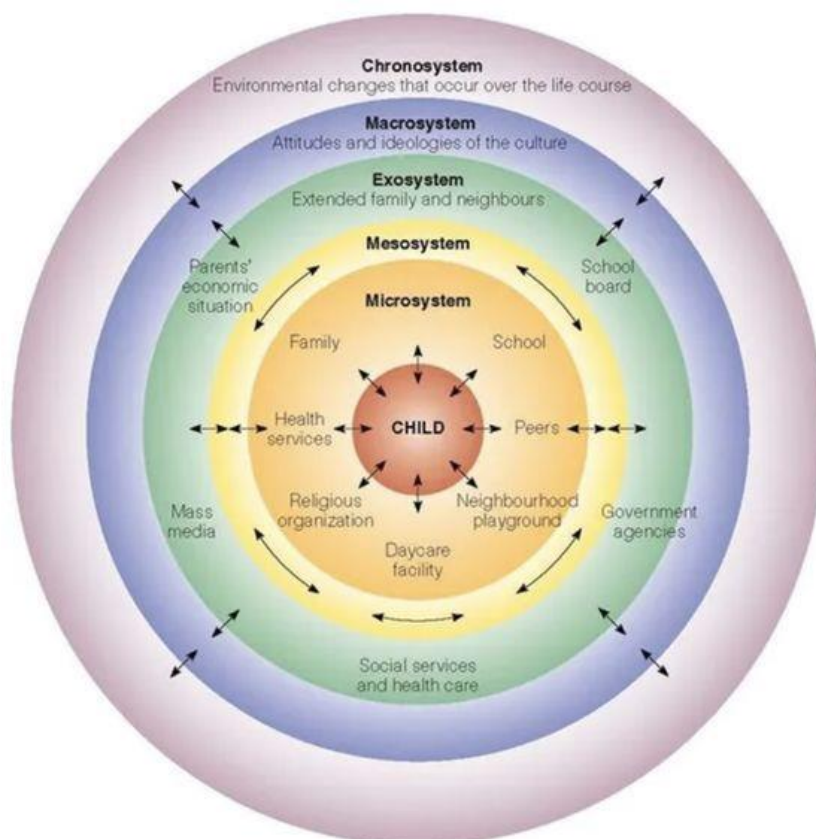 Chronosystem
Environmental changes that occur over the life course
Macrosystem
Attitudes and ideologies of the culture
Exosystem
Extended family and neighbours
Mesosystem
Parents'
economic
situation
School
board
Microsystem
Family
School
Health
services
CHILD
Peers
Mass
media
Religious
organization
Neighbourhood
playground
Government
agencies
Daycare
facility
Social services
and health care